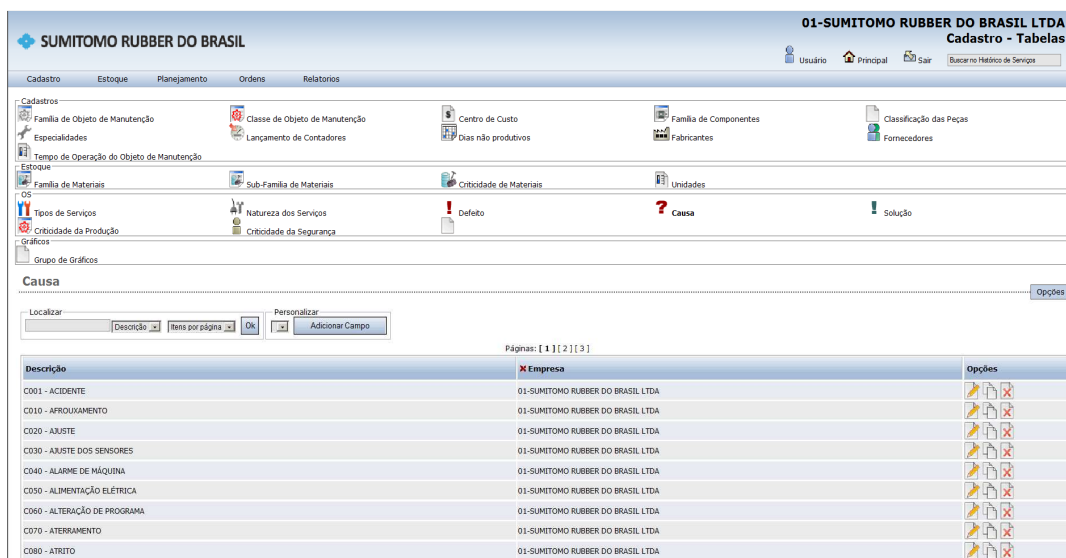 01-SUMITOMO RUBBER DO BRASIL LTDA
SUMITOMO RUBBER DO BRASIL
Cadastro - Tabelas
Usuário Principal Sair Buscar no Histórico de Serviços
Cadastro Estoque Planejamento Ordens Relatorios
Cadastros
Família de Objeto de Manutenção Classe de Objeto de Manutenção Centro de Custo Família de Componentes Classificação das Peças
Especialidades Lançamento de Contadores Dias não produtivos Fabricantes Fornecedores
Tempo de Operação do Objeto de Manutenção
Estoque
Família de Materiais Sub-Familia de Materiais Criticidade de Materiais Unidades
OS
Tipos de Serviços Natureza dos Serviços Defeito Causa Solução
Criticidade da Produção Criticidade da Segurança
Gráficos
Grupo de Gráficos
Causa
Opções
Localizar Personalizar
Descrição Itens por página Ok Adicionar Campo
Páginas: [ 1 ] [ 2 ] [ 3 ]
Descrição Empresa Opções
C001 - ACIDENTE 01-SUMITOMO RUBBER DO BRASIL LTDA
C010 - AFROUXAMENTO 01-SUMITOMO RUBBER DO BRASIL LTDA
C020 - AJUSTE 01-SUMITOMO RUBBER DO BRASIL LTDA
C030 - AJUSTE DOS SENSORES 01-SUMITOMO RUBBER DO BRASIL LTDA
C040 - ALARME DE MÁQUINA 01-SUMITOMO RUBBER DO BRASIL LTDA
C050 - ALIMENTAÇÃO ELÉTRICA 01-SUMITOMO RUBBER DO BRASIL LTDA
C060 - ALTERAÇÃO DE PROGRAMA 01-SUMITOMO RUBBER DO BRASIL LTDA
C070 - ATERRAMENTO 01-SUMITOMO RUBBER DO BRASIL LTDA
C080 - ATRITO 01-SUMITOMO RUBBER DO BRASIL LTDA